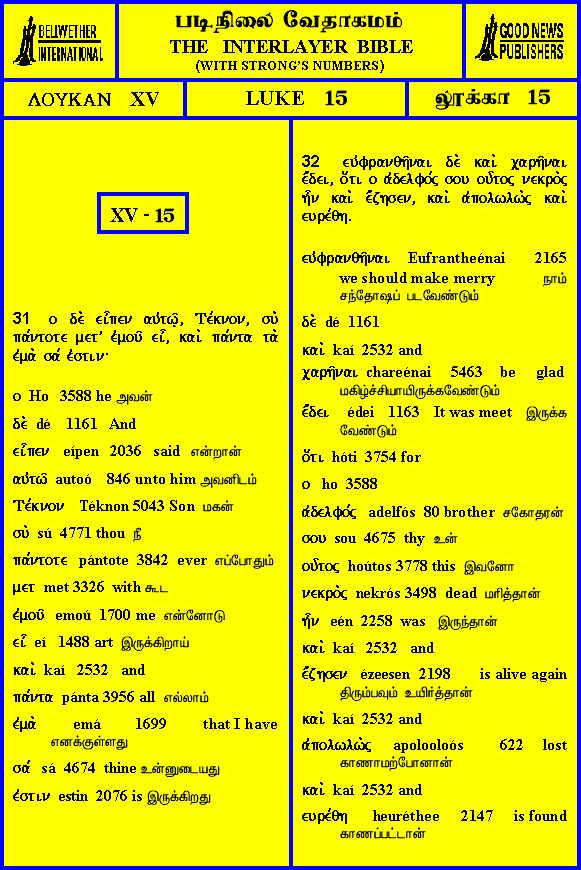 BELLWETHER
INTERNATIONAL
படிநிலை வேதாகமம்
THE INTERLAYER BIBLE
(WITH STRONG'S NUMBERS)
GOOD NEWS
PUBLISHERS
ΛΟΥΚΑΝ XV
LUKE 15
லூக்கா 15
XV - 15
31 ο δὲ εἶπεν αὐτῷ, Τέκνον, σὺ
πάντοτε μετ' ἐμοῦ εἶ, καὶ πάντα τὰ
ἐμὰ σά ἐστιν·
ο Ho 3588 he அவன்
δὲ dé 1161 And
εἶπεν eípen 2036 said என்றான்
αὐτῶ autoó 846 unto him அவனிடம்
Τέκνον Téknon 5043 Son மகன்
σὺ sú 4771 thou நீ
πάντοτε pántote 3842 ever எப்போதும்
μετ met 3326 with கூட
ἐμοῦ emoú 1700 me என்னோடு
εἶ eí 1488 art இருக்கிறாய்
καὶ kaí 2532 and
πάντα pánta 3956 all எல்லாம்
ἐμὰ emá 1699 that I have
எனக்குள்ளது
σά sá 4674 thine உன்னுடையது
ἐστιν estin 2076 is இருக்கிறது
32 εὐφρανθῆναι δὲ καὶ χαρῆναι
ἔδει, ὅτι ο ἀδελφός σου οὗτος νεκρὸς
ἦν καὶ ἔζησεν, καὶ ἀπολωλὼς καὶ
ευρέθη.
εὐφρανθῆναι Eufrantheénai 2165
we should make merry நாம்
சந்தோஷப் படவேண்டும்
δὲ dé 1161
καὶ kaí 2532 and
χαρῆναι chareénai 5463 be glad
மகிழ்ச்சியாயிருக்கவேண்டும்
ἔδει édei 1163 It was meet இருக்க
வேண்டும்
ὅτι hóti 3754 for
ο ho 3588
ἀδελφός adelfós 80 brother சகோதரன்
σου sou 4675 thy உன்
οὗτος hoútos 3778 this இவனோ
νεκρὸς nekrós 3498 dead மரித்தான்
ἦν eén 2258 was இருந்தான்
καὶ kaí 2532 and
ἔζησεν ézeesen 2198 is alive again
திரும்பவும் உயிர்த்தான்
καὶ kaí 2532 and
ἀπολωλὼς apolooloós 622 lost
காணாமற்போனான்
καὶ kaí 2532 and
ευρέθη heuréthee 2147 is found
காணப்பட்டான்